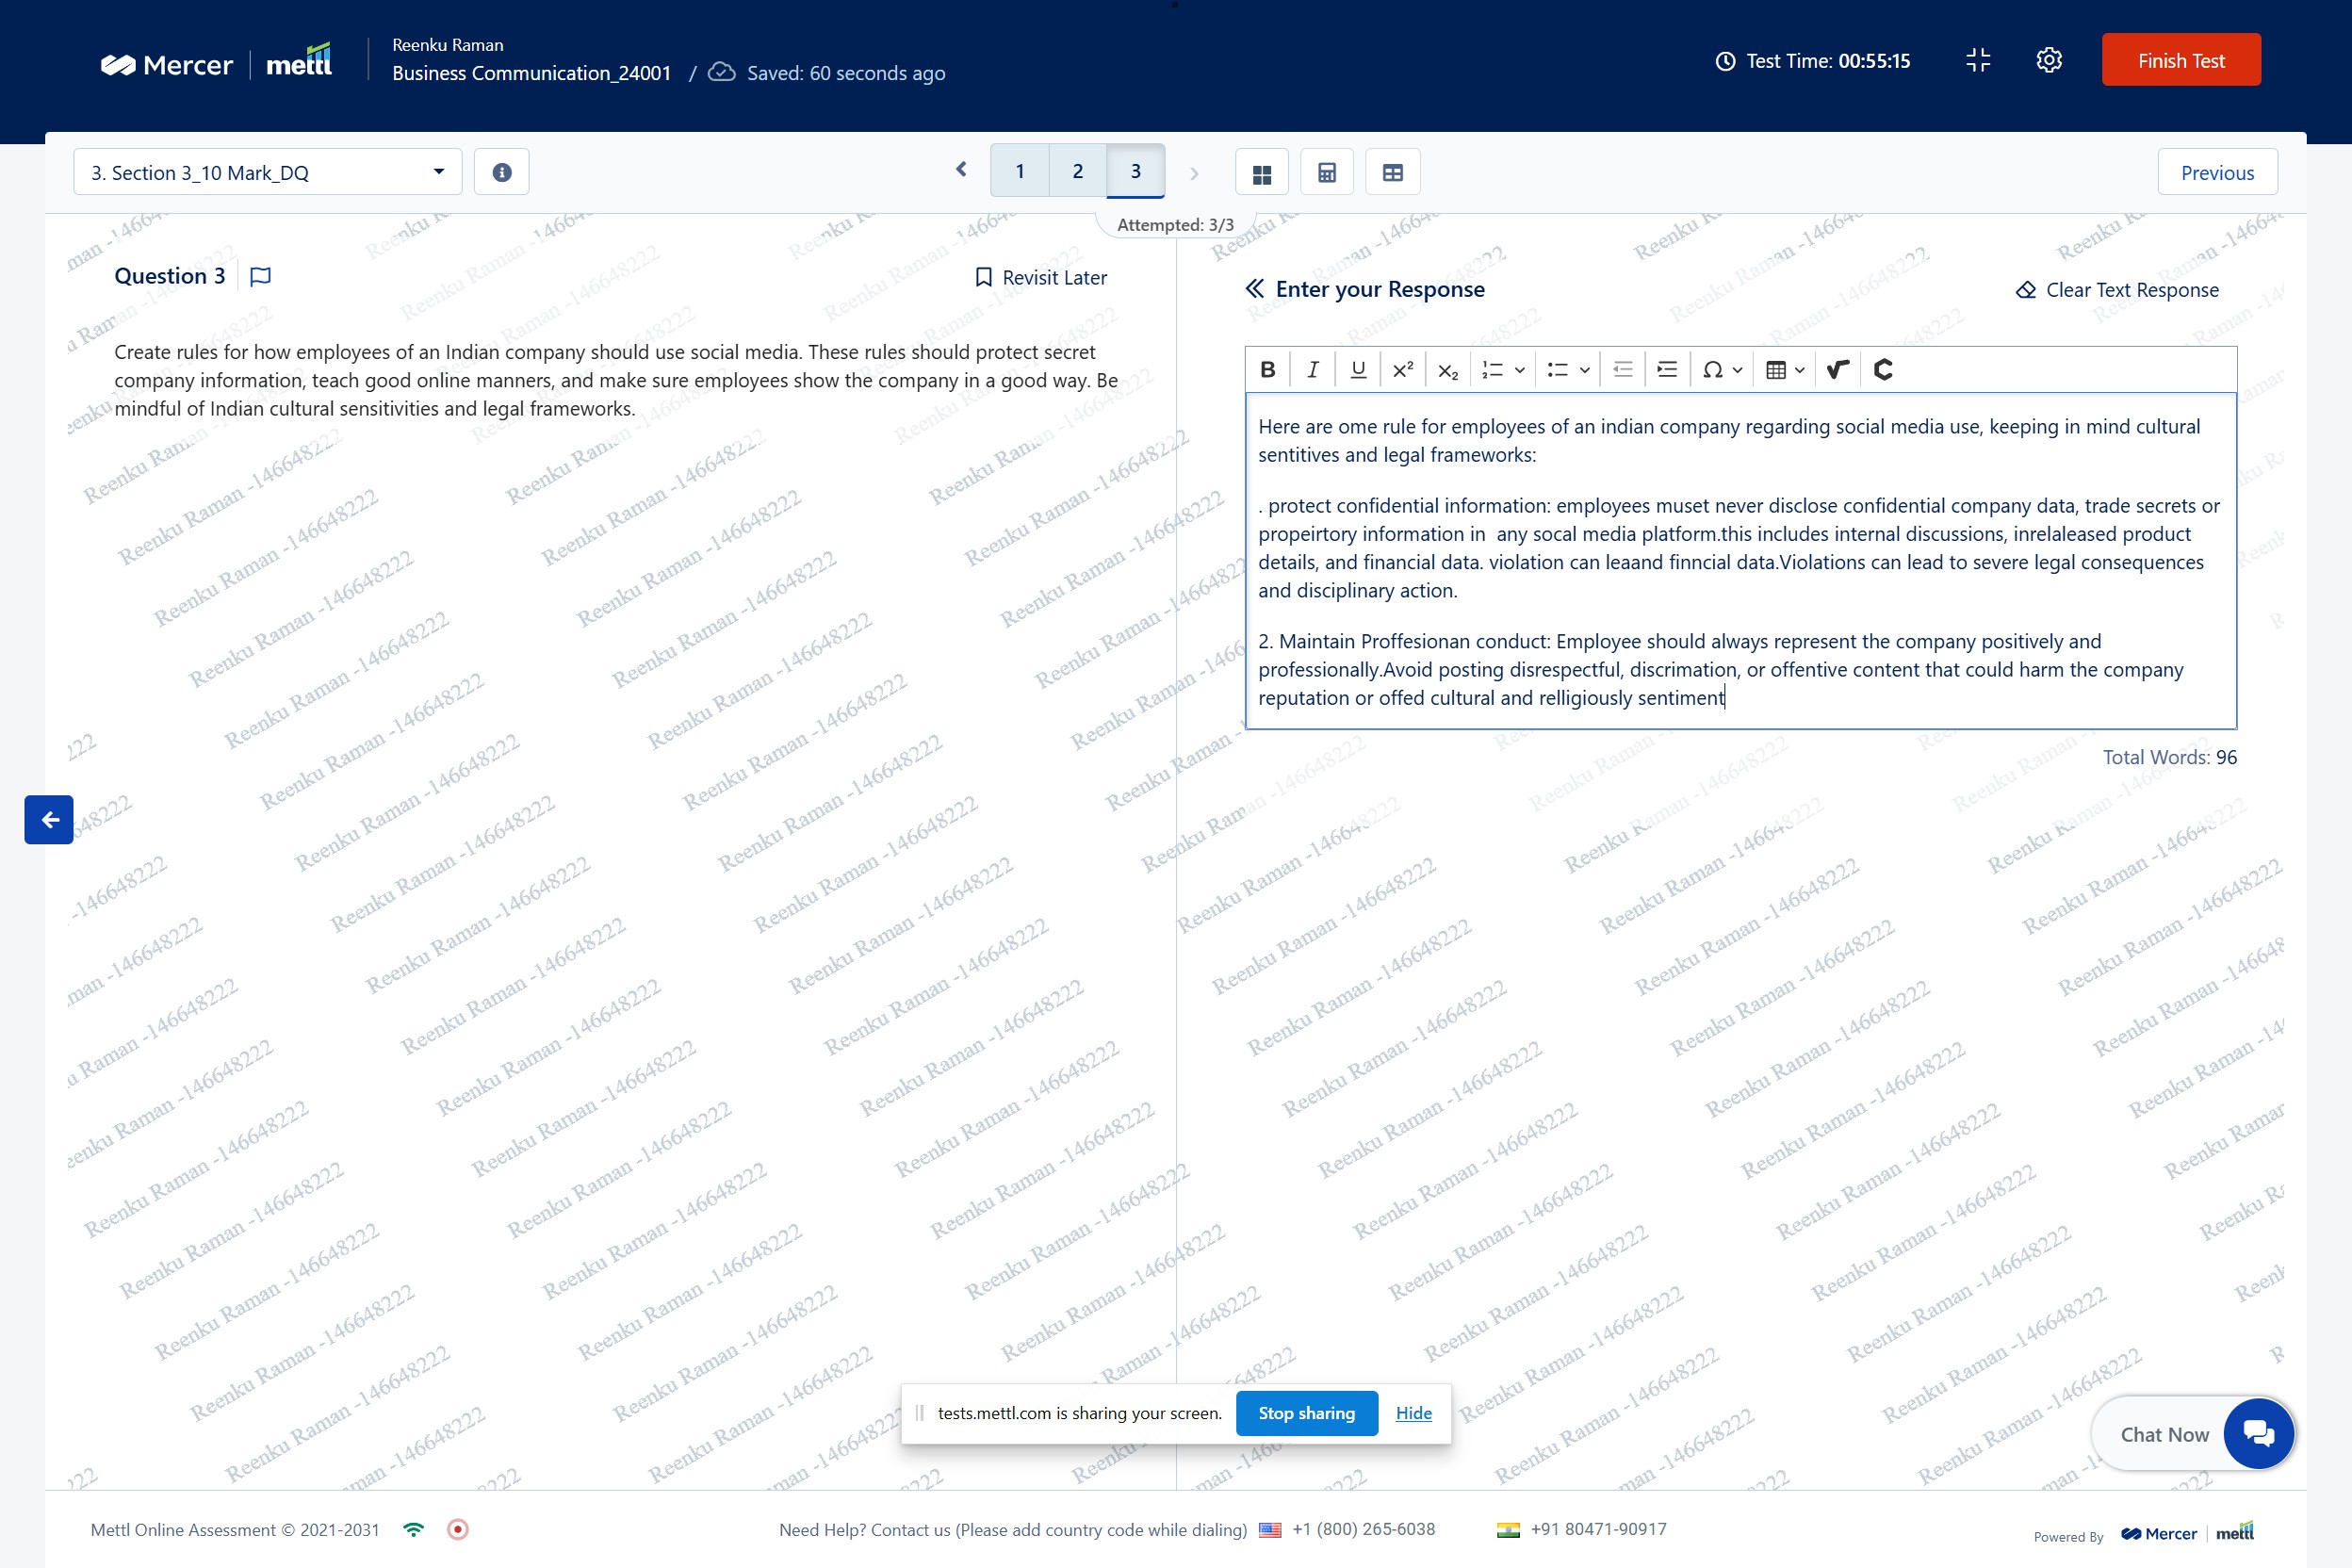 Mercer | mettl
Reenku Raman
Business Communication_24001 / Saved: 60 seconds ago
Test Time: 00:55:15
Finish Test
3. Section 3_10 Mark_DQ
1 2 3
Previous
Attempted: 3/3
Question 3
Revisit Later
Create rules for how employees of an Indian company should use social media. These rules should protect secret
company information, teach good online manners, and make sure employees show the company in a good way. Be
mindful of Indian cultural sensitivities and legal frameworks.
Enter your Response
Clear Text Response
B I U x² x₂ Ω
Here are ome rule for employees of an indian company regarding social media use, keeping in mind cultural
sentitives and legal frameworks:
. protect confidential information: employees muset never disclose confidential company data, trade secrets or
propeirtory information in  any socal media platform.this includes internal discussions, inrelaleased product
details, and financial data. violation can leaand finncial data.Violations can lead to severe legal consequences
and disciplinary action.
2. Maintain Proffesionan conduct: Employee should always represent the company positively and
professionally.Avoid posting disrespectful, discrimation, or offentive content that could harm the company
reputation or offed cultural and relligiously sentiment
Total Words: 96
Reenku Raman -146648222
tests.mettl.com is sharing your screen.
Stop sharing
Hide
Chat Now
Mettl Online Assessment © 2021-2031
Need Help? Contact us (Please add country code while dialing) +1 (800) 265-6038 +91 80471-90917
Powered By Mercer | mettl